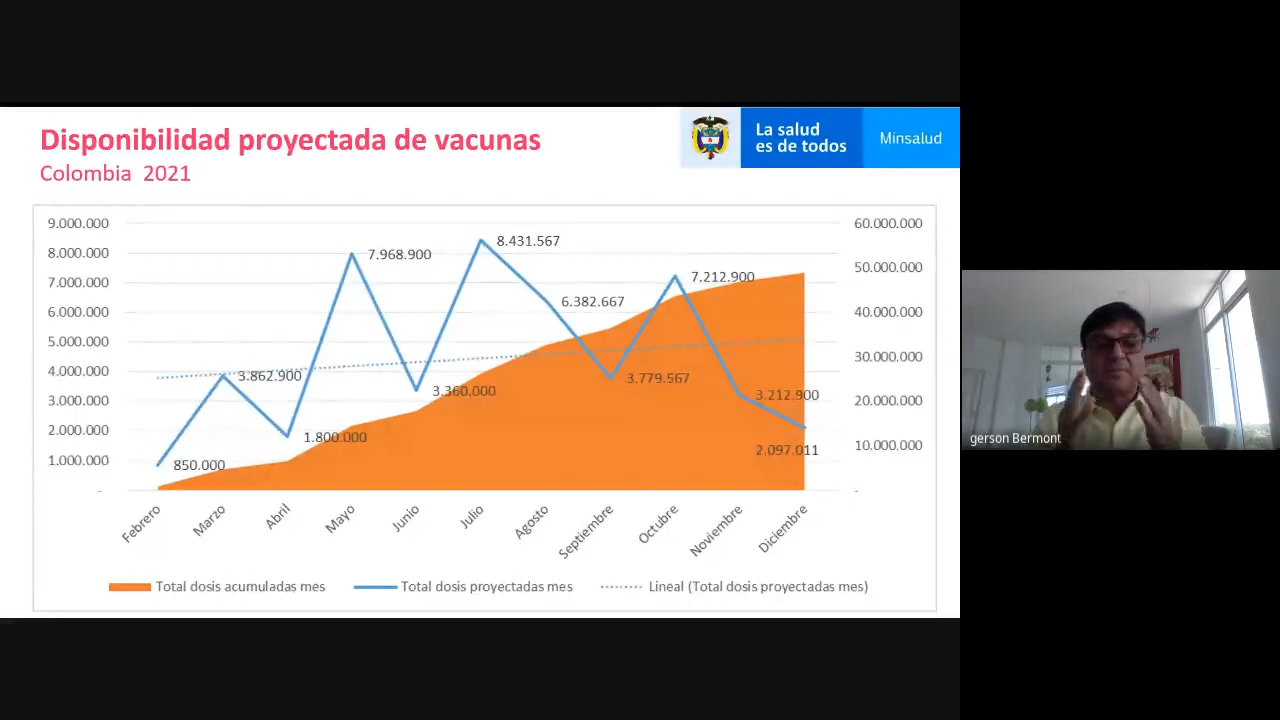 Disponibilidad proyectada de vacunas
Colombia 2021
La salud
es de todos
Minsalud
9.000.000
8.000.000
7.000.000
6.000.000
5.000.000
4.000.000
3.000.000
2.000.000
1.000.000
-
60.000.000
50.000.000
40.000.000
30.000.000
20.000.000
10.000.000
-
850.000
3.862.900
1.800.000
7.968.900
3.360.000
8.431.567
6.382.667
3.779.567
7.212.900
3.212.900
2.097.011
Febrero
Marzo
Abril
Mayo
Junio
Julio
Agosto
Septiembre
Octubre
Noviembre
Diciembre
Total dosis acumuladas mes
Total dosis proyectadas mes
Lineal (Total dosis proyectadas mes)
gerson Bermont